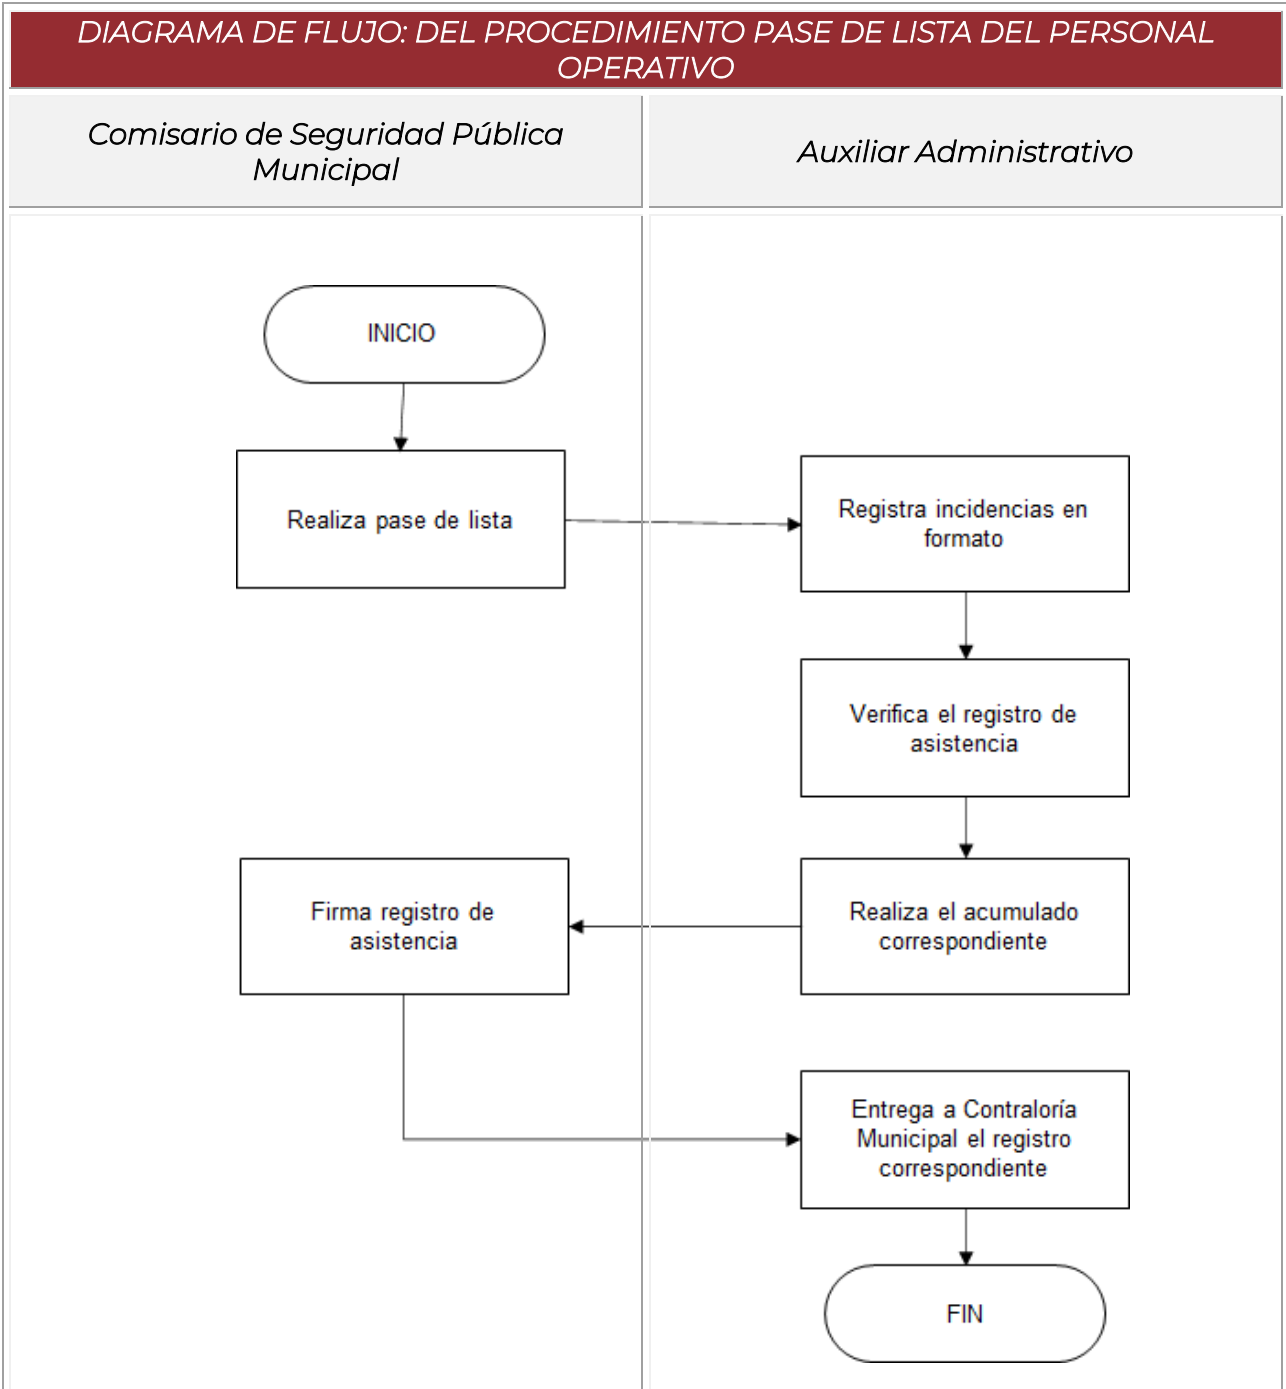 DIAGRAMA DE FLUJO: DEL PROCEDIMIENTO PASE DE LISTA DEL PERSONAL
OPERATIVO
Comisario de Seguridad Pública
Municipal
Auxiliar Administrativo
INICIO
Realiza pase de lista
Registra incidencias en
formato
Verifica el registro de
asistencia
Realiza el acumulado
correspondiente
Firma registro de
asistencia
Entrega a Contraloría
Municipal el registro
correspondiente
FIN